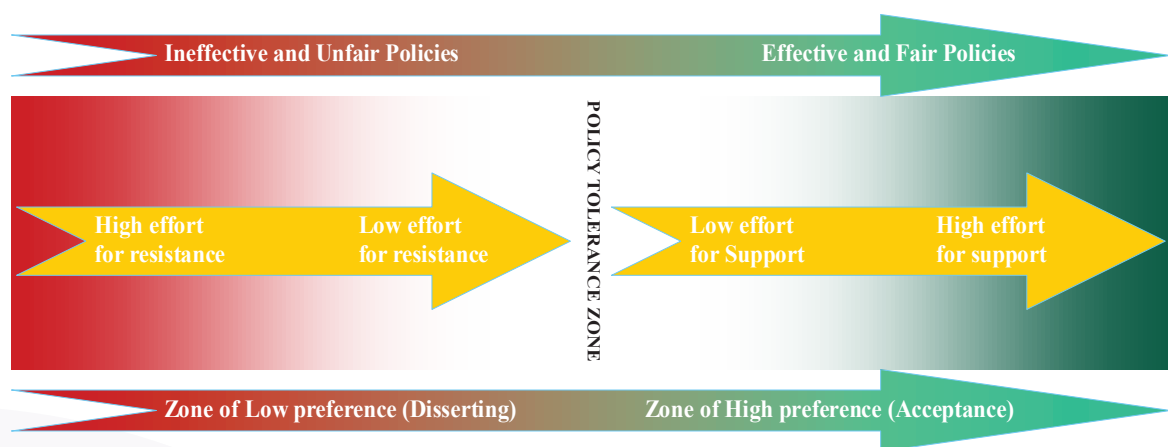 Ineffective and Unfair Policies
Effective and Fair Policies
High effort
for resistance
Low effort
for resistance
POLICY TOLERANCE ZONE
Low effort
for Support
High effort
for support
Zone of Low preference (Disserting)
Zone of High preference (Acceptance)